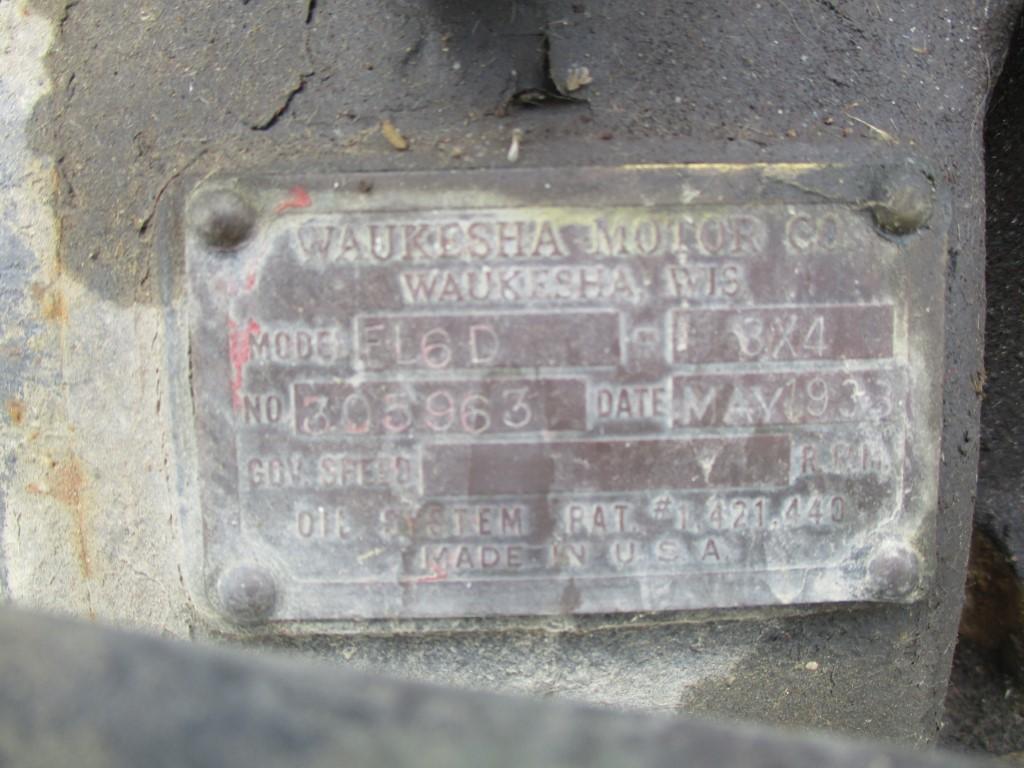 WAUKESHA MOTOR CO.
WAUKESHA, WIS.
MODEL FL6D - 3X4
NO 305963 DATE MAY 1933
GOV. SPEED R.P.M.
OIL SYSTEM PAT. #1,421,440
MADE IN U.S.A.